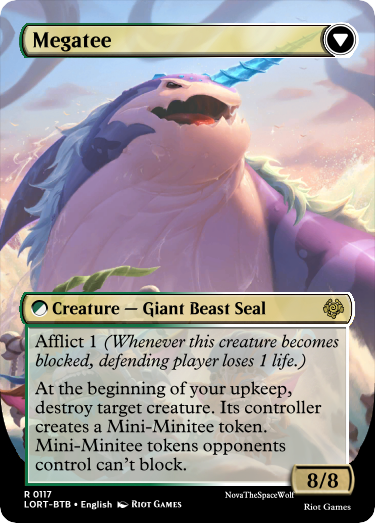 Megatee
Creature — Giant Beast Seal
Afflict 1 (Whenever this creature becomes
blocked, defending player loses 1 life.)
At the beginning of your upkeep,
destroy target creature. Its controller
creates a Mini-Minitee token.
Mini-Minitee tokens opponents
control can't block.
8/8
R 0117
LORT-BTB • English RIOT GAMES
NovaTheSpaceWolf
Riot Games